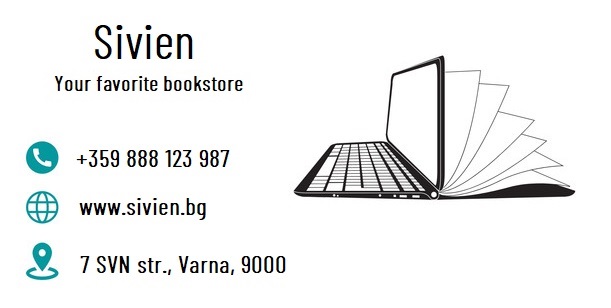 Sivien
Your favorite bookstore
+359 888 123 987
www.sivien.bg
7 SVN str., Varna, 9000